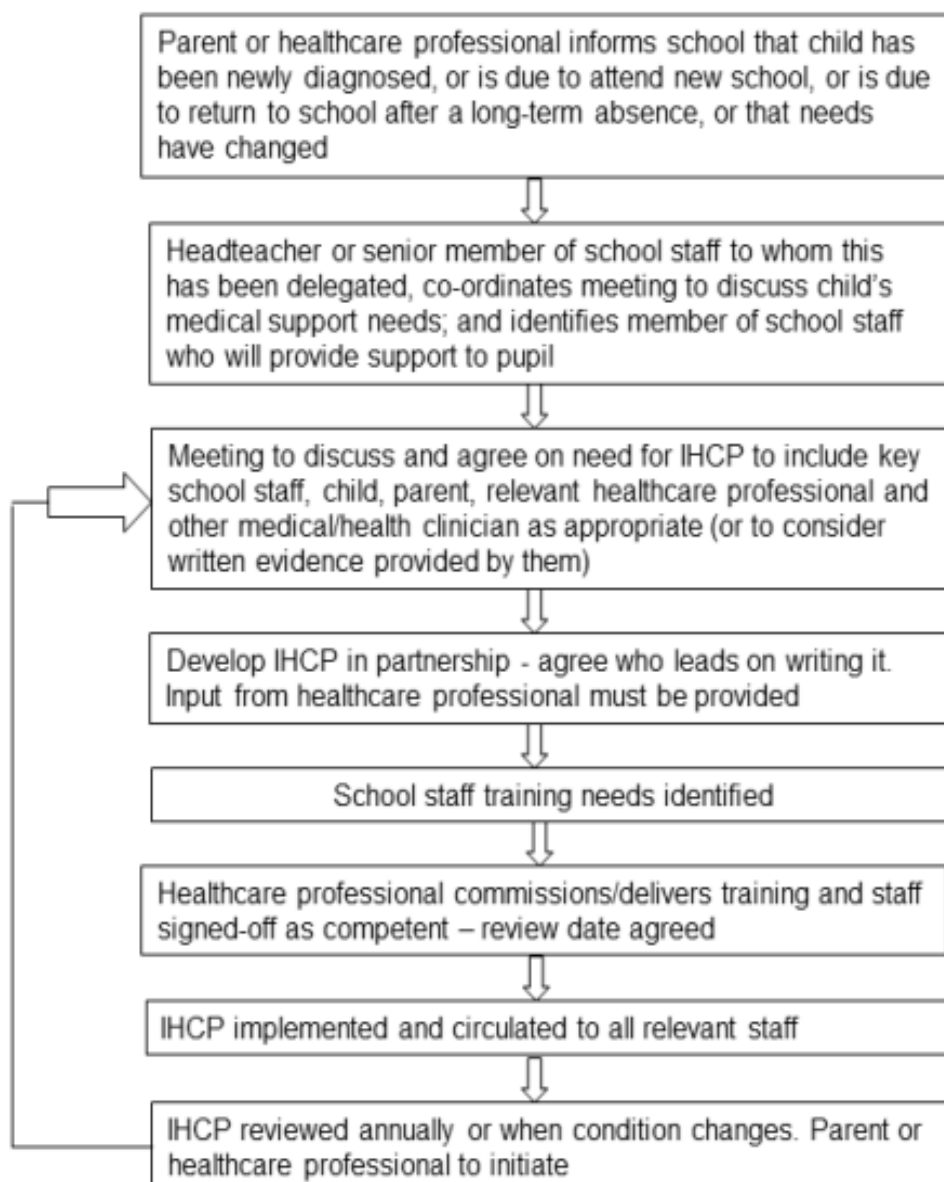 Parent or healthcare professional informs school that child has
been newly diagnosed, or is due to attend new school, or is due
to return to school after a long-term absence, or that needs
have changed
Headteacher or senior member of school staff to whom this
has been delegated, co-ordinates meeting to discuss child's
medical support needs; and identifies member of school staff
who will provide support to pupil
Meeting to discuss and agree on need for IHCP to include key
school staff, child, parent, relevant healthcare professional and
other medical/health clinician as appropriate (or to consider
written evidence provided by them)
Develop IHCP in partnership - agree who leads on writing it.
Input from healthcare professional must be provided
School staff training needs identified
Healthcare professional commissions/delivers training and staff
signed-off as competent – review date agreed
IHCP implemented and circulated to all relevant staff
IHCP reviewed annually or when condition changes. Parent or
healthcare professional to initiate